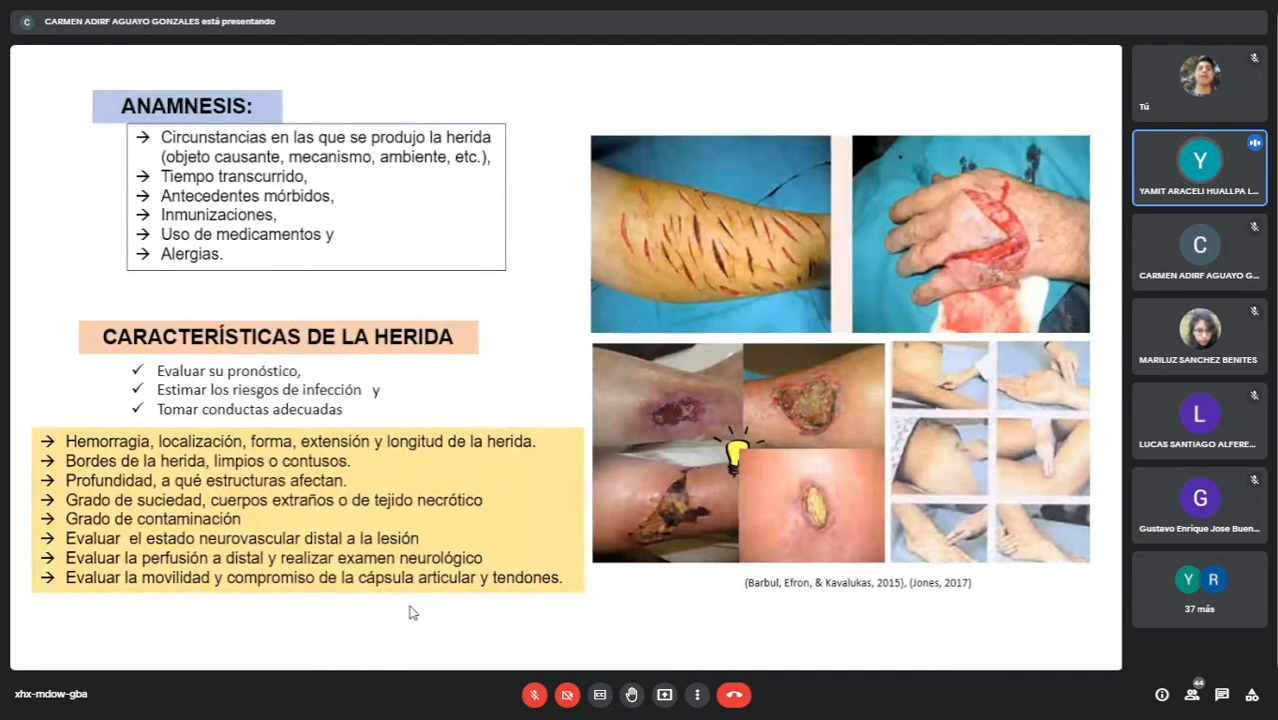 CARMEN ADIRF AGUAYO GONZALES está presentando
C
ANAMNESIS:
→ Circunstancias en las que se produjo la herida
(objeto causante, mecanismo, ambiente, etc.),
→ Tiempo transcurrido,
→ Antecedentes mórbidos,
→ Inmunizaciones,
→ Uso de medicamentos y
→ Alergias.
CARACTERÍSTICAS DE LA HERIDA
✓ Evaluar su pronóstico,
✓ Estimar los riesgos de infección y
✓ Tomar conductas adecuadas
→ Hemorragia, localización, forma, extensión y longitud de la herida.
→ Bordes de la herida, limpios o contusos.
→ Profundidad, a qué estructuras afectan.
→ Grado de suciedad, cuerpos extraños o de tejido necrótico
→ Grado de contaminación
→ Evaluar el estado neurovascular distal a la lesión
→ Evaluar la perfusión a distal y realizar examen neurológico
→ Evaluar la movilidad y compromiso de la cápsula articular y tendones.
(Barbul, Efron, & Kavalukas, 2015), (Jones, 2017)
Tú
Y
YAMIT ARACELI HUALLPA L...
C
CARMEN ADIRF AGUAYO G...
MARILUZ SANCHEZ BENITES
L
LUCAS SANTIAGO ALFERE...
G
Gustavo Enrique Jose Buen...
Y R
37 más
xhx-mdow-gba
44